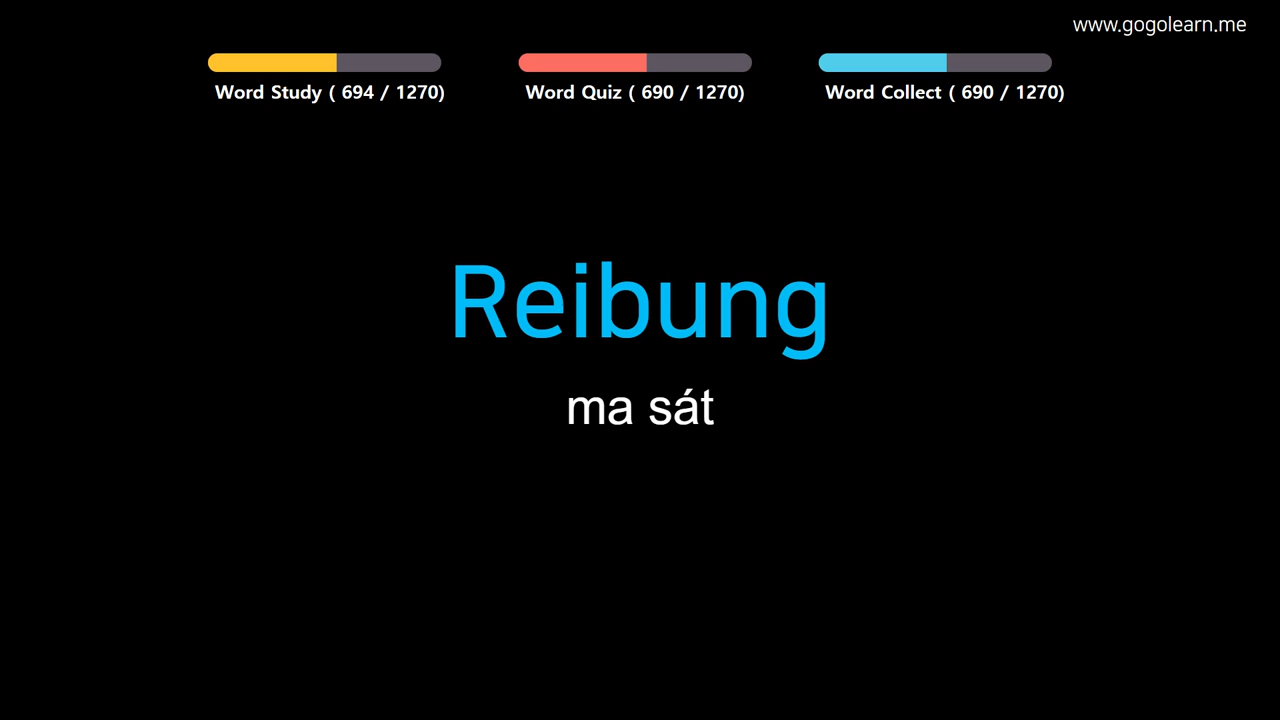 www.gogolearn.me
Word Study ( 694 / 1270)
Word Quiz ( 690 / 1270)
Word Collect ( 690 / 1270)
Reibung
ma sát